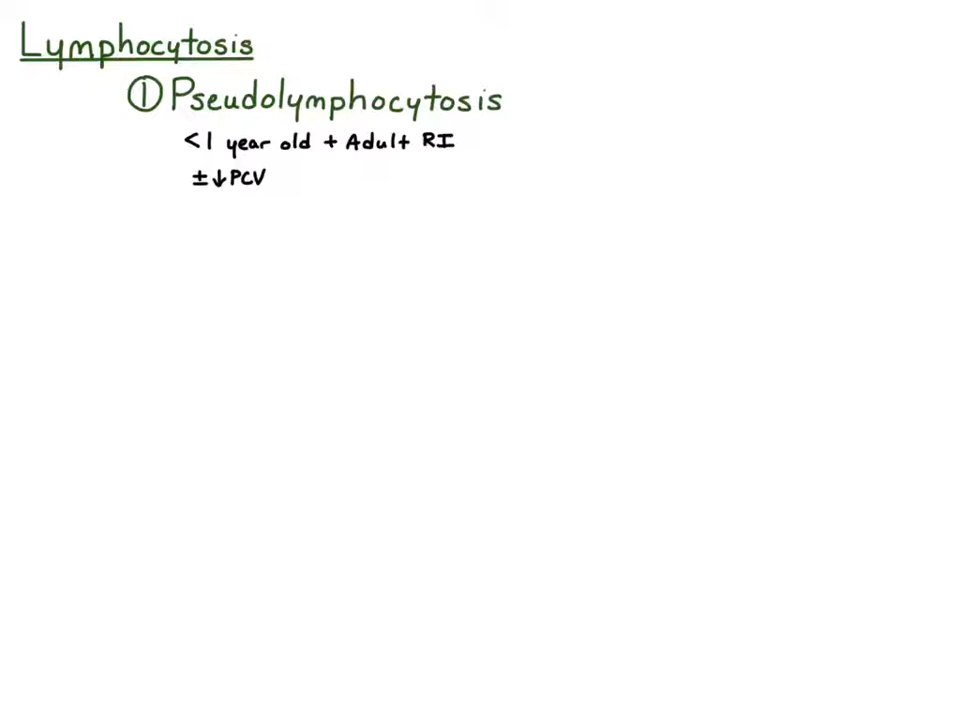 Lymphocytosis
① Pseudolymphocytosis
<1 year old + Adult RI
±↓PCV